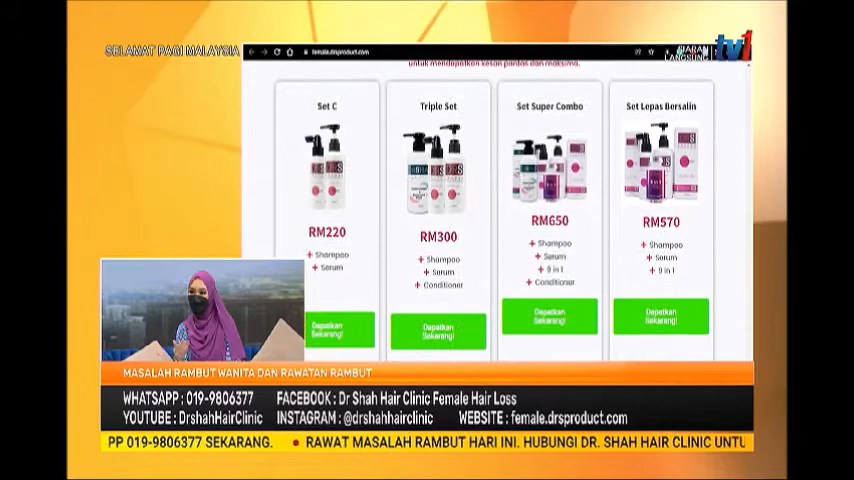 SELAMAT PAGI MALAYSIA
female.drsproduct.com
SIARAN
LANGSUNG
tv1
untuk mendapatkan kesan pantas dan maksima.
Set C
Triple Set
Set Super Combo
Set Lepas Bersalin
RM220
RM300
RM650
RM570
+ Shampoo
+ Serum
+ Shampoo
+ Serum
+ Conditioner
+ Shampoo
+ Serum
+ 9 in 1
+ Conditioner
+ Shampoo
+ Serum
+ 9 in 1
Dapatkan
Sekarang!
Dapatkan
Sekarang!
Dapatkan
Sekarang!
Dapatkan
Sekarang!
MASALAH RAMBUT WANITA DAN RAWATAN RAMBUT
WHATSAPP : 019-9806377 FACEBOOK : Dr Shah Hair Clinic Female Hair Loss
YOUTUBE : DrshahHairClinic INSTAGRAM : @drshahhairclinic WEBSITE : female.drsproduct.com
PP 019-9806377 SEKARANG. • RAWAT MASALAH RAMBUT HARI INI. HUBUNGI DR. SHAH HAIR CLINIC UNTU